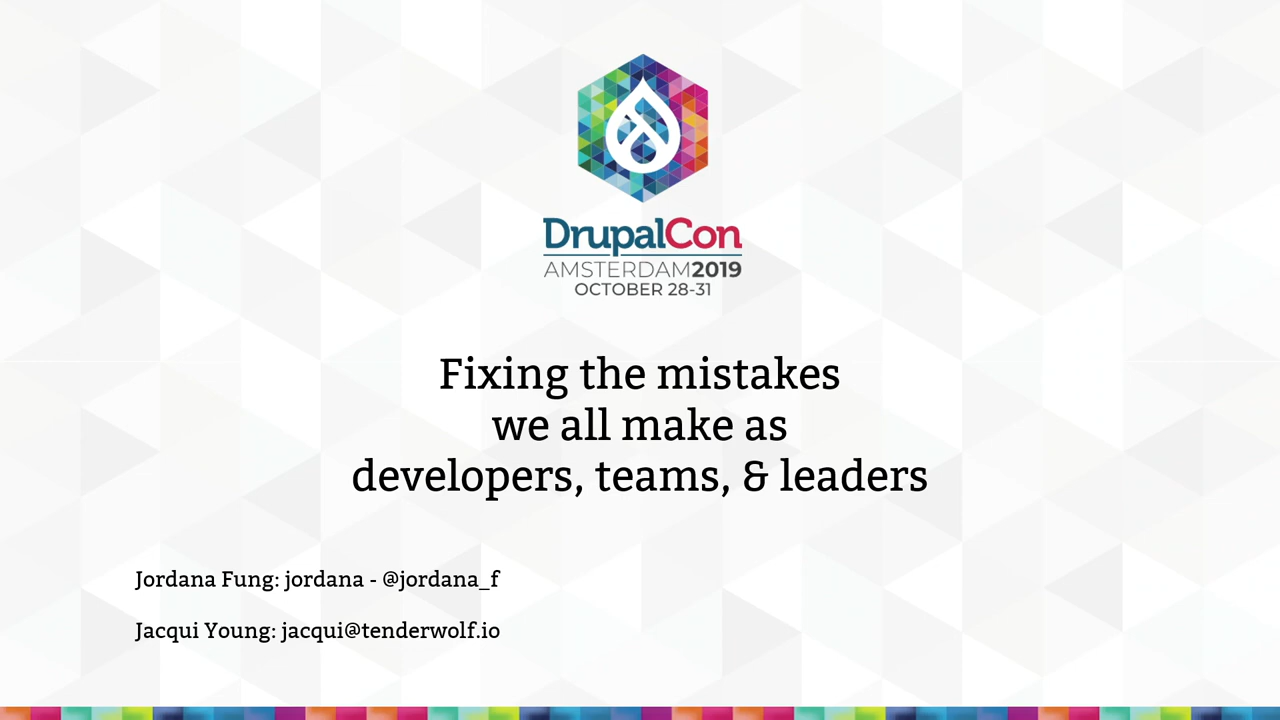 DrupalCon
AMSTERDAM2019
OCTOBER 28-31
Fixing the mistakes
we all make as
developers, teams, & leaders
Jordana Fung: jordana - @jordana_f
Jacqui Young: jacqui@tenderwolf.io